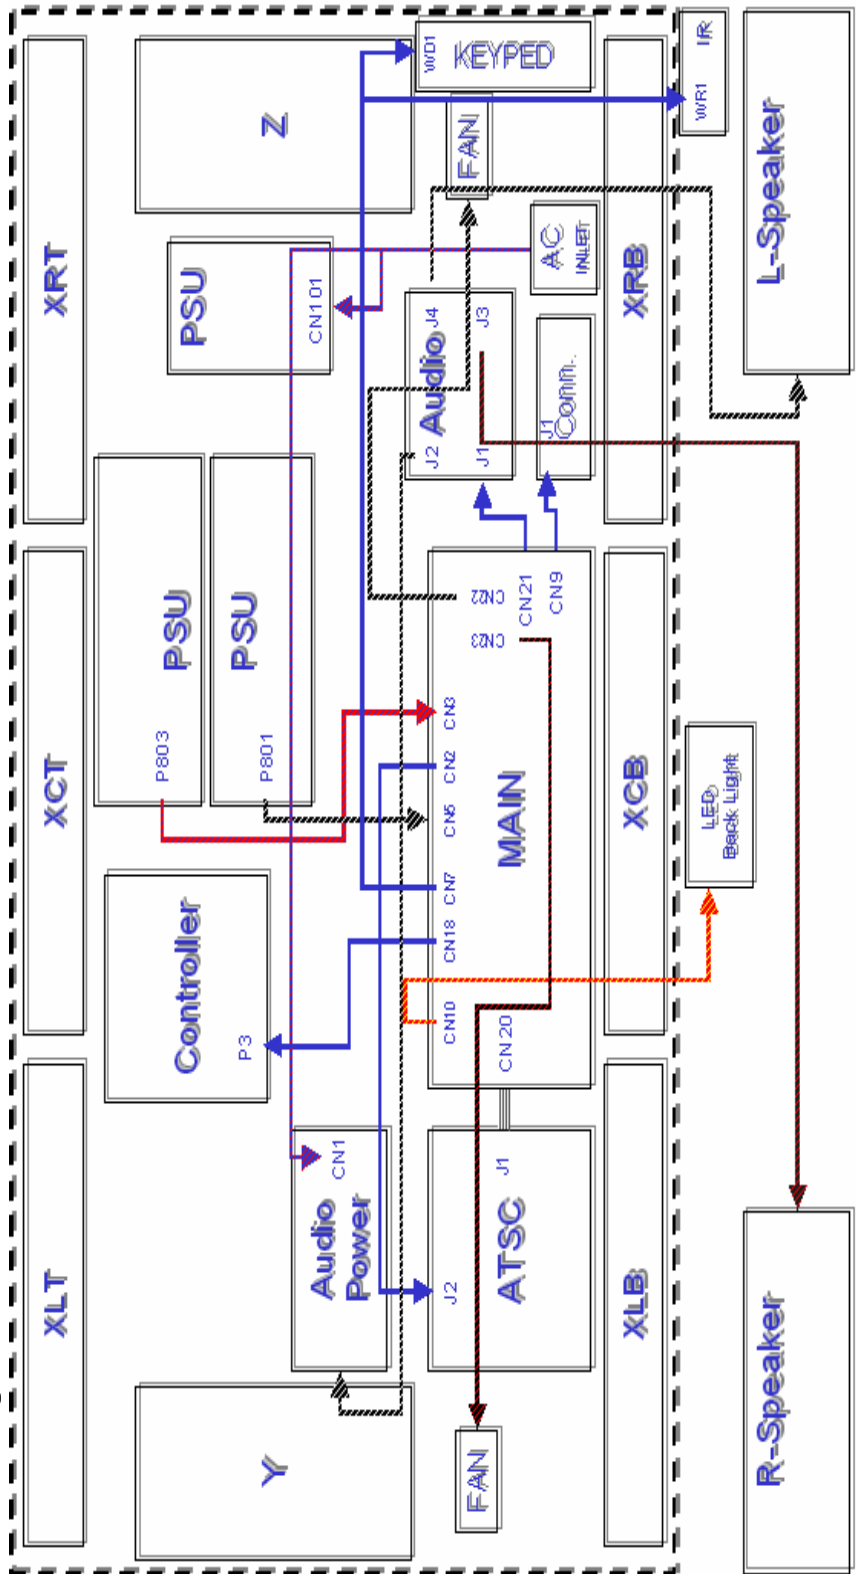 XLT
XCT
XRT
Y
Audio
Power
CN1
Controller
P3
PSU
P803
PSU
P801
PSU
CN101
Z
FAN
ATSC
J2
J1
MAIN
CN10
CN18
CN7
CN5
CN2
CN3
CN23
CN22
CN20
CN21
CN9
Audio
J2
J4
J1
J3
J1
Comm.
AC
INLET
FAN
WD1
KEYPED
XLB
XCB
XRB
LED
Back Light
WR1
I/R
R-Speaker
L-Speaker